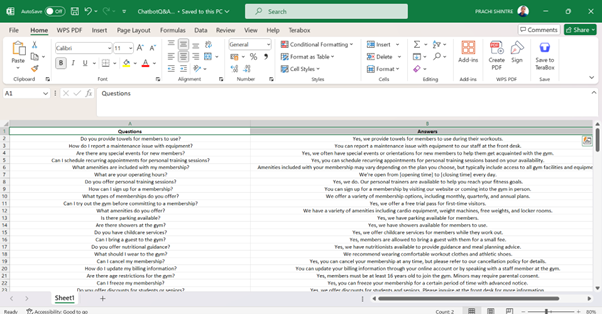 AutoSave Off ChatbotQ&A... • Saved to this PC Search PRACHI SHINTRE
File Home WPS PDF Insert Page Layout Formulas Data Review View Help Terabox Comments Share
Paste Calibri 11 A A General Conditional Formatting Insert Add-ins Create PDF Sign Save to TeraBox
B I U Format as Table Delete
Cell Styles Format
Clipboard Font Alignment Number Styles Cells Editing Add-ins WPS PDF Save
A1 fx Questions
A B
1 Questions Answers
2 Do you provide towels for members to use? Yes, we provide towels for members to use during their workouts.
3 How do I report a maintenance issue with equipment? You can report a maintenance issue with equipment to our staff at the front desk.
4 Are there any special events for new members? Yes, we often have special events or orientations for new members to help them get acquainted with the gym.
5 Can I schedule recurring appointments for personal training sessions? Yes, you can schedule recurring appointments for personal training sessions based on your availability.
6 What amenities are included with my membership? Amenities included with your membership may vary depending on the plan you choose, but typically include access to all gym facilities and equipme
7 What are your operating hours? We're open from [opening time] to [closing time] every day.
8 Do you offer personal training sessions? Yes, we do. Our personal trainers are available to help you reach your fitness goals.
9 How can I sign up for a membership? You can sign up for a membership by visiting our website or coming into the gym in person.
10 What types of memberships do you offer? We offer a variety of membership options, including monthly, quarterly, and annual plans.
11 Can I try out the gym before committing to a membership? Yes, we offer a free trial pass for first-time visitors.
12 What amenities do you offer? We have a variety of amenities including cardio equipment, weight machines, free weights, and locker rooms.
13 Is there parking available? Yes, we have parking available for members.
14 Are there showers at the gym? Yes, we have showers available for members to use.
15 Do you have childcare services? Yes, we offer childcare services for members while they work out.
16 Can I bring a guest to the gym? Yes, members are allowed to bring a guest with them for a small fee.
17 Do you offer nutritional guidance? Yes, we have nutritionists available to provide guidance and meal planning advice.
18 What should I wear to the gym? We recommend wearing comfortable workout clothes and athletic shoes.
19 Can I cancel my membership? Yes, you can cancel your membership at any time, but please refer to our cancellation policy for details.
20 How do I update my billing information? You can update your billing information through your online account or by speaking with a staff member at the gym.
21 Are there age restrictions for the gym? Yes, members must be at least 16 years old to join the gym. Minors may require parental consent.
22 Can I freeze my membership? Yes, you can freeze your membership for a certain period of time with advanced notice.
23 Do you offer discounts for students or seniors? Yes, we offer discounts for students and seniors. Please inquire at the front desk for more information.
Sheet1
Ready Accessibility: Good to go Count: 2 80%